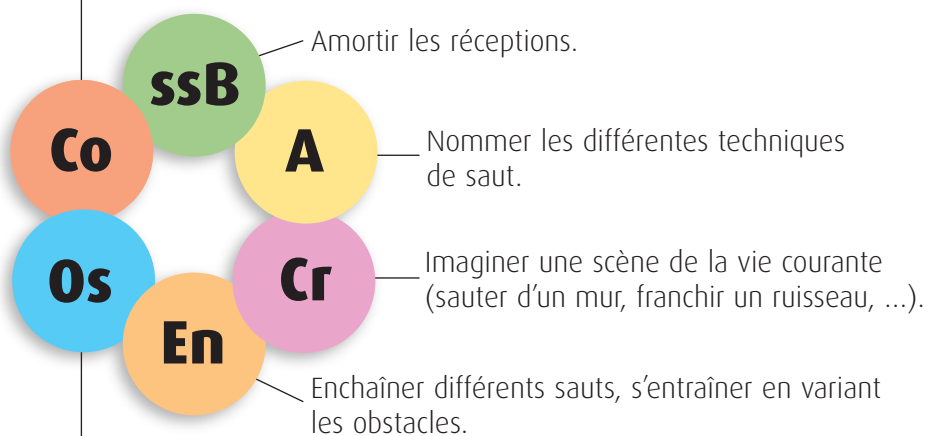 ssB
Amortir les réceptions.
Co
A
Nommer les différentes techniques
de saut.
Os
Cr
Imaginer une scène de la vie courante
(sauter d’un mur, franchir un ruisseau, ...).
En
Enchaîner différents sauts, s’entraîner en variant
les obstacles.